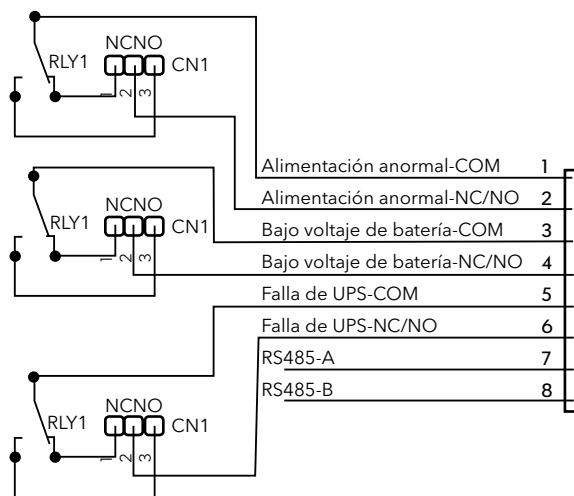 NCNO
RLY1
CN1
1
2
3
Alimentación anormal-COM 1
Alimentación anormal-NC/NO 2
NCNO
RLY1
CN1
1
2
3
Bajo voltaje de batería-COM 3
Bajo voltaje de batería-NC/NO 4
Falla de UPS-COM 5
Falla de UPS-NC/NO 6
RS485-A 7
RS485-B 8
NCNO
RLY1
CN1
1
2
3